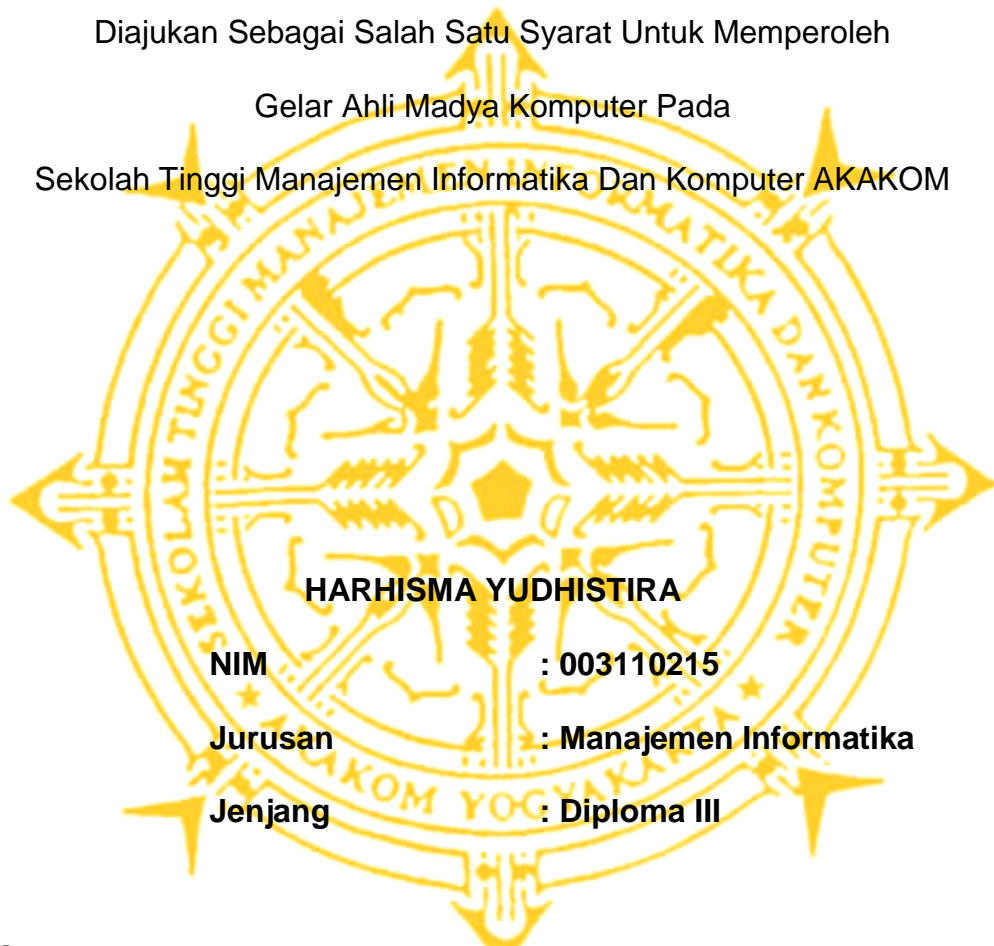 Diajukan Sebagai Salah Satu Syarat Untuk Memperoleh
Gelar Ahli Madya Komputer Pada
Sekolah Tinggi Manajemen Informatika Dan Komputer AKAKOM
SEKOLAH TINGGI MANAJEMEN INFORMATIKA DAN KOMPUTER
HARHISMA YUDHISTIRA
NIM : 003110215
Jurusan : Manajemen Informatika
Jenjang : Diploma III
★ AKAKOM YOGYAKARTA ★